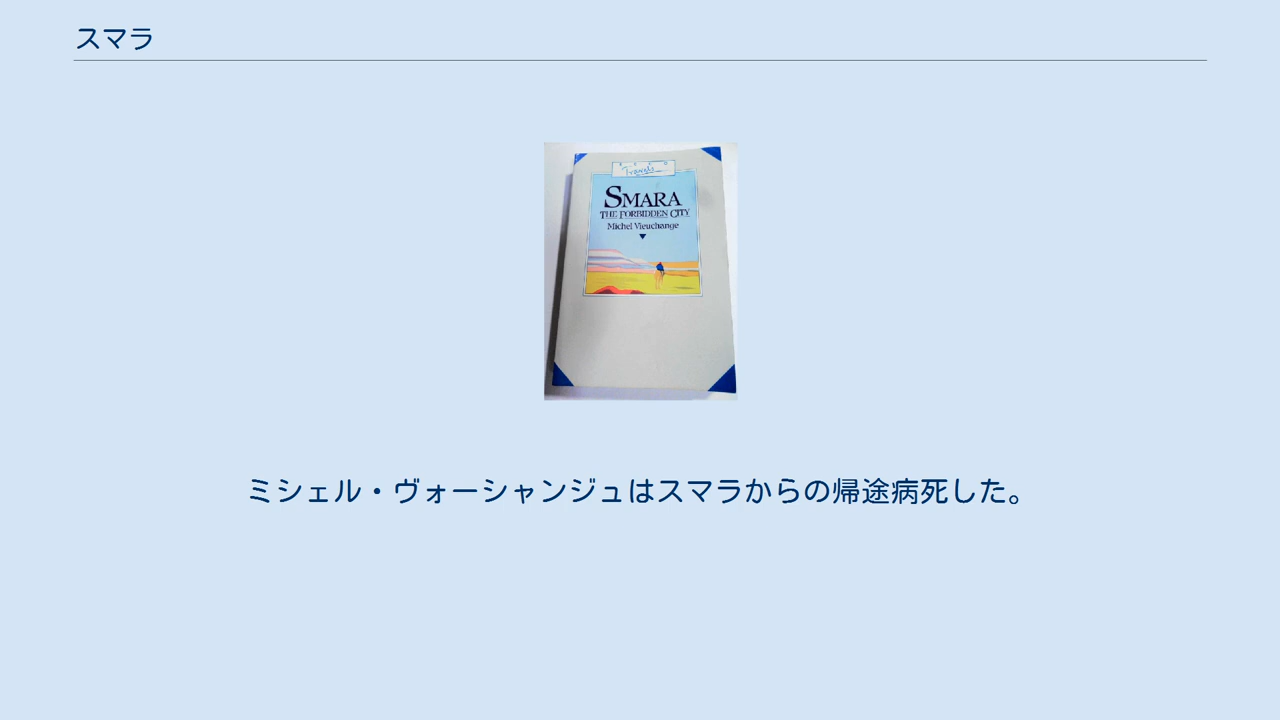 スマラ
Travels
SMARA
THE FORBIDDEN CITY
Michel Vieuchange
ミシェル・ヴォーシャンジュはスマラからの帰途病死した。